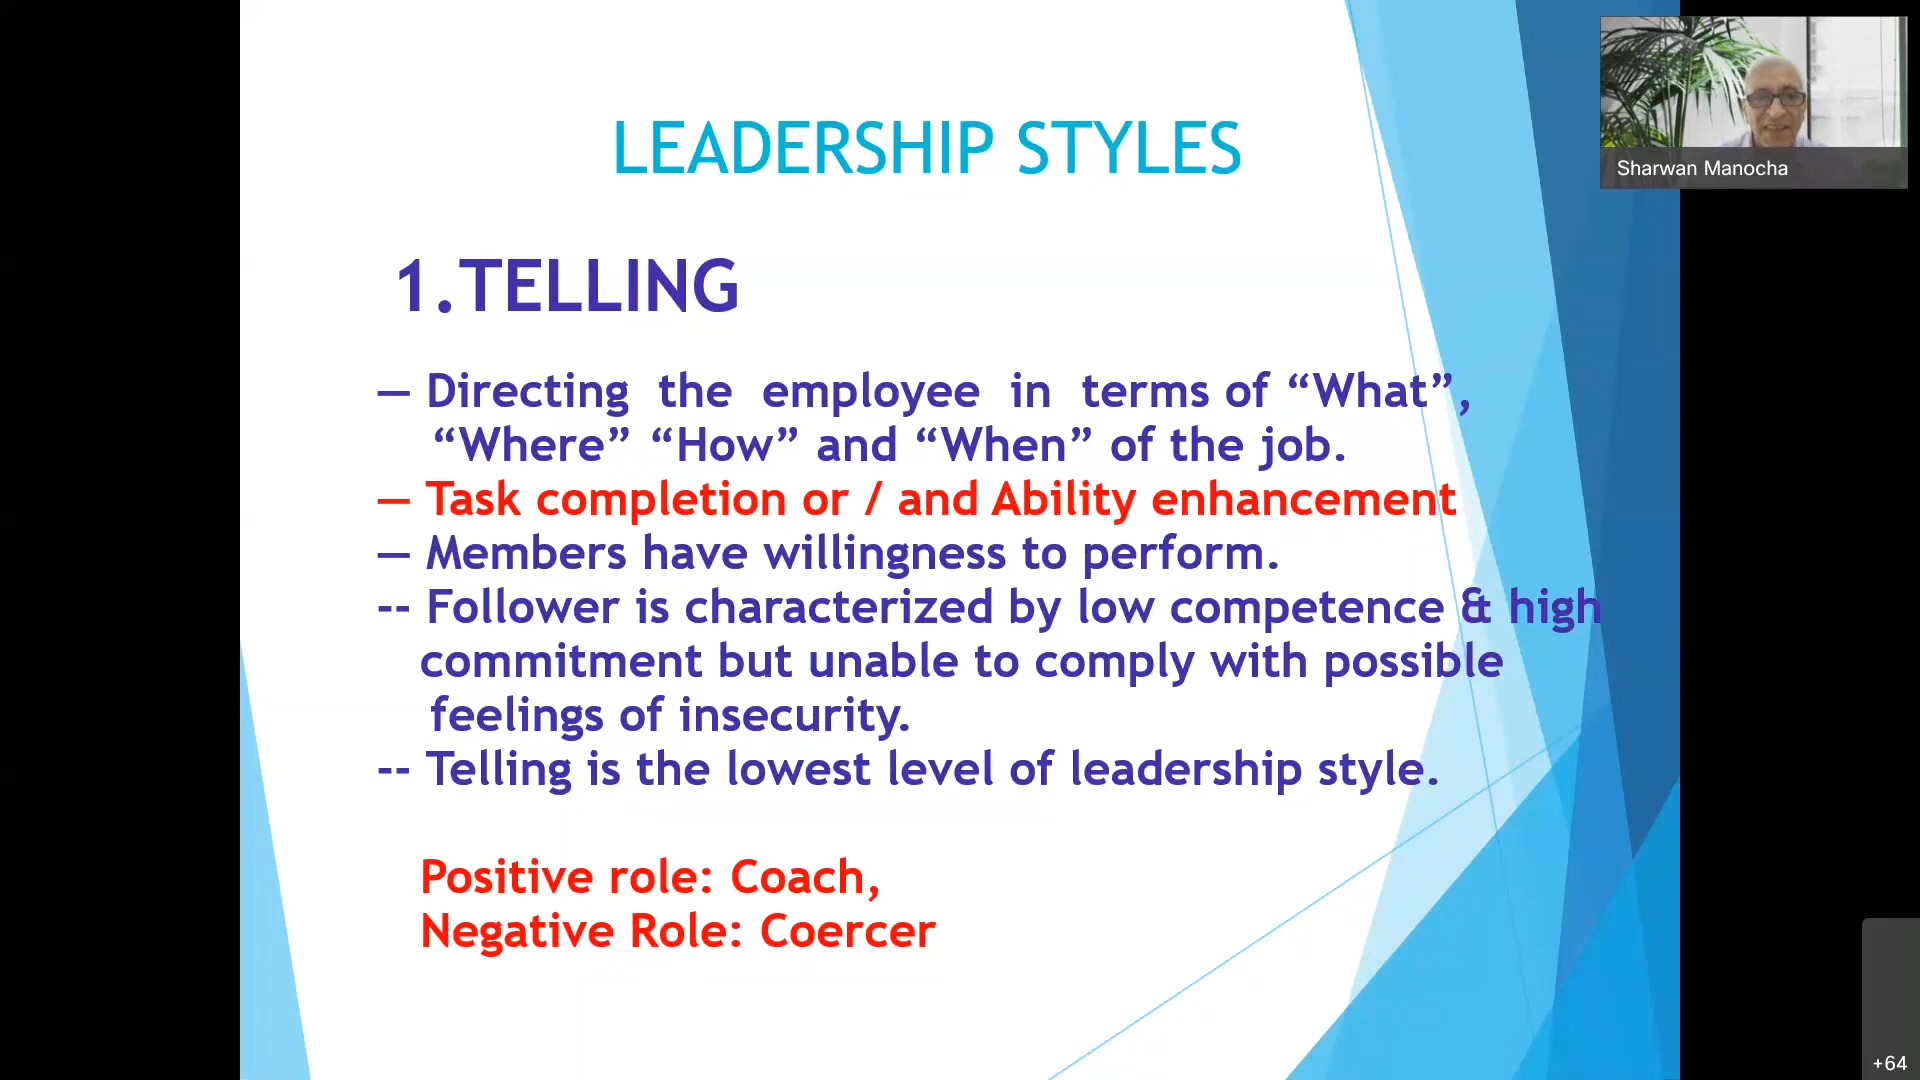 LEADERSHIP STYLES
Sharwan Manocha
1.TELLING
— Directing the employee in terms of “What”,
“Where” “How” and “When” of the job.
— Task completion or / and Ability enhancement
— Members have willingness to perform.
-- Follower is characterized by low competence & high
commitment but unable to comply with possible
feelings of insecurity.
-- Telling is the lowest level of leadership style.
Positive role: Coach,
Negative Role: Coercer
+64